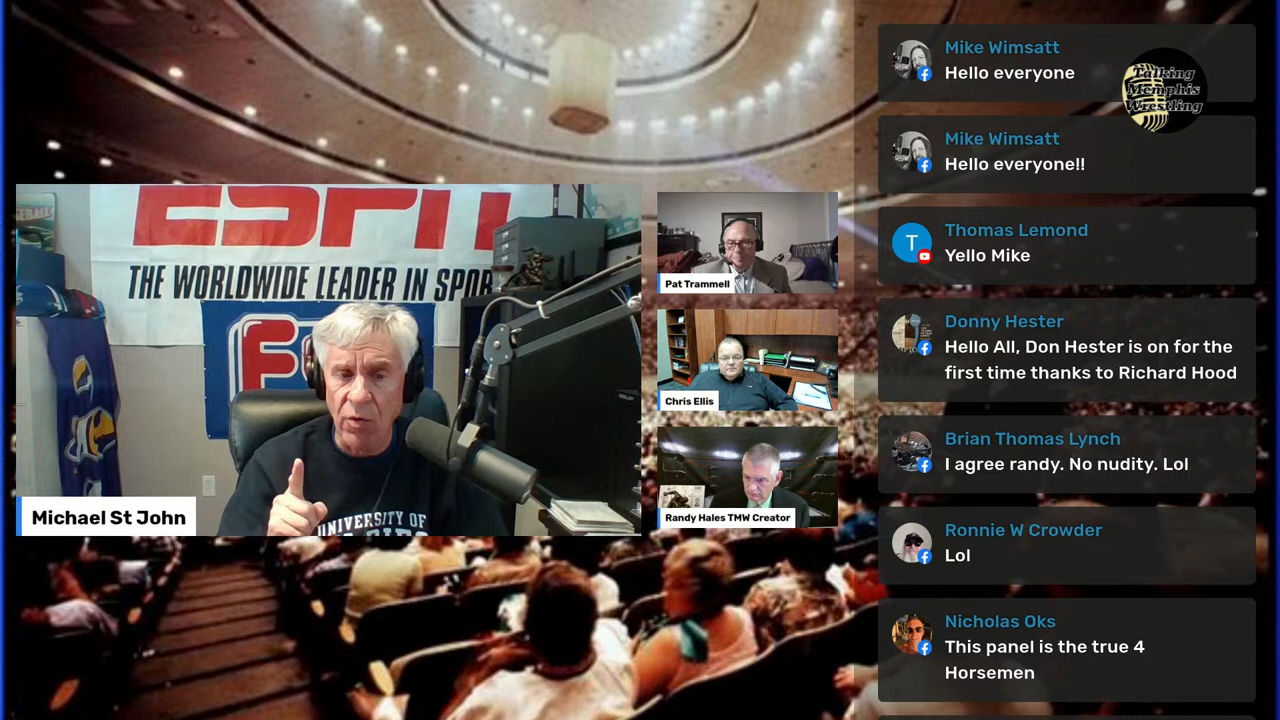 ESPN
THE WORLDWIDE LEADER IN SPOR
UNIVERSITY OF
Michael St John
Pat Trammell
Chris Ellis
Randy Hales TMW Creator
Talking
Memphis
Wrestling
Mike Wimsatt
Hello everyone
Mike Wimsatt
Hello everyone!!
T
Thomas Lemond
Yello Mike
Donny Hester
Hello All, Don Hester is on for the
first time thanks to Richard Hood
Brian Thomas Lynch
I agree randy. No nudity. Lol
Ronnie W Crowder
Lol
Nicholas Oks
This panel is the true 4
Horsemen